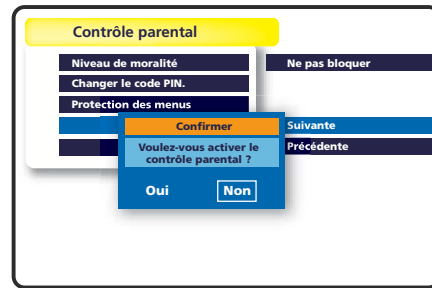 Contrôle parental
Niveau de moralité
Ne pas bloquer
Changer le code PIN.
Protection des menus
Confirmer
Suivante
Voulez-vous activer le
contrôle parental ?
Précédente
Oui
Non